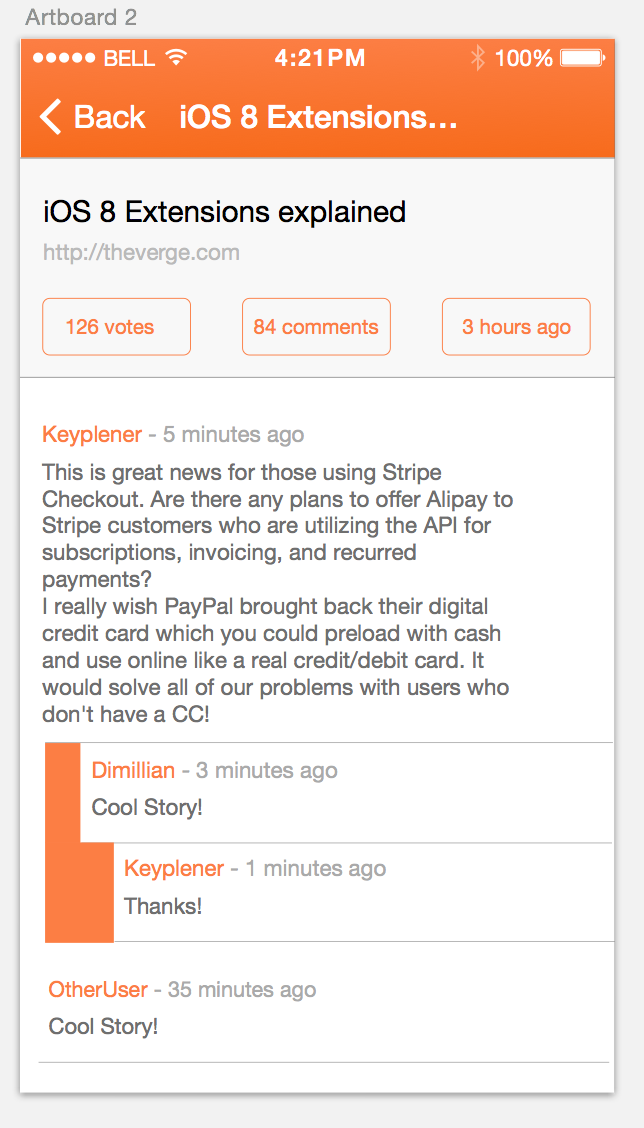 Artboard 2
BELL 4:21PM 100%
Back iOS 8 Extensions...
iOS 8 Extensions explained
http://theverge.com
126 votes 84 comments 3 hours ago
Keyplener - 5 minutes ago
This is great news for those using Stripe
Checkout. Are there any plans to offer Alipay to
Stripe customers who are utilizing the API for
subscriptions, invoicing, and recurred
payments?
I really wish PayPal brought back their digital
credit card which you could preload with cash
and use online like a real credit/debit card. It
would solve all of our problems with users who
don't have a CC!
Dimillian - 3 minutes ago
Cool Story!
Keyplener - 1 minutes ago
Thanks!
OtherUser - 35 minutes ago
Cool Story!